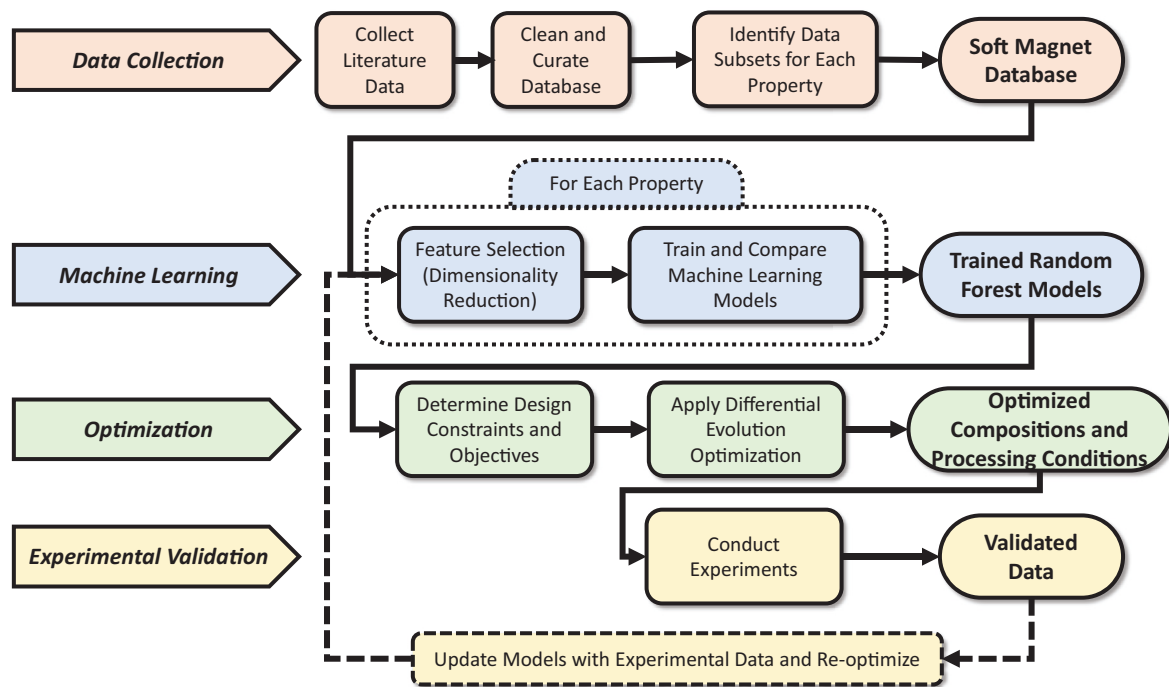 Data Collection
Collect
Literature
Data
Clean and
Curate
Database
Identify Data
Subsets for Each
Property
Soft Magnet
Database
For Each Property
Machine Learning
Feature Selection
(Dimensionality
Reduction)
Train and Compare
Machine Learning
Models
Trained Random
Forest Models
Optimization
Determine Design
Constraints and
Objectives
Apply Differential
Evolution
Optimization
Optimized
Compositions and
Processing Conditions
Experimental Validation
Conduct
Experiments
Validated
Data
Update Models with Experimental Data and Re-optimize